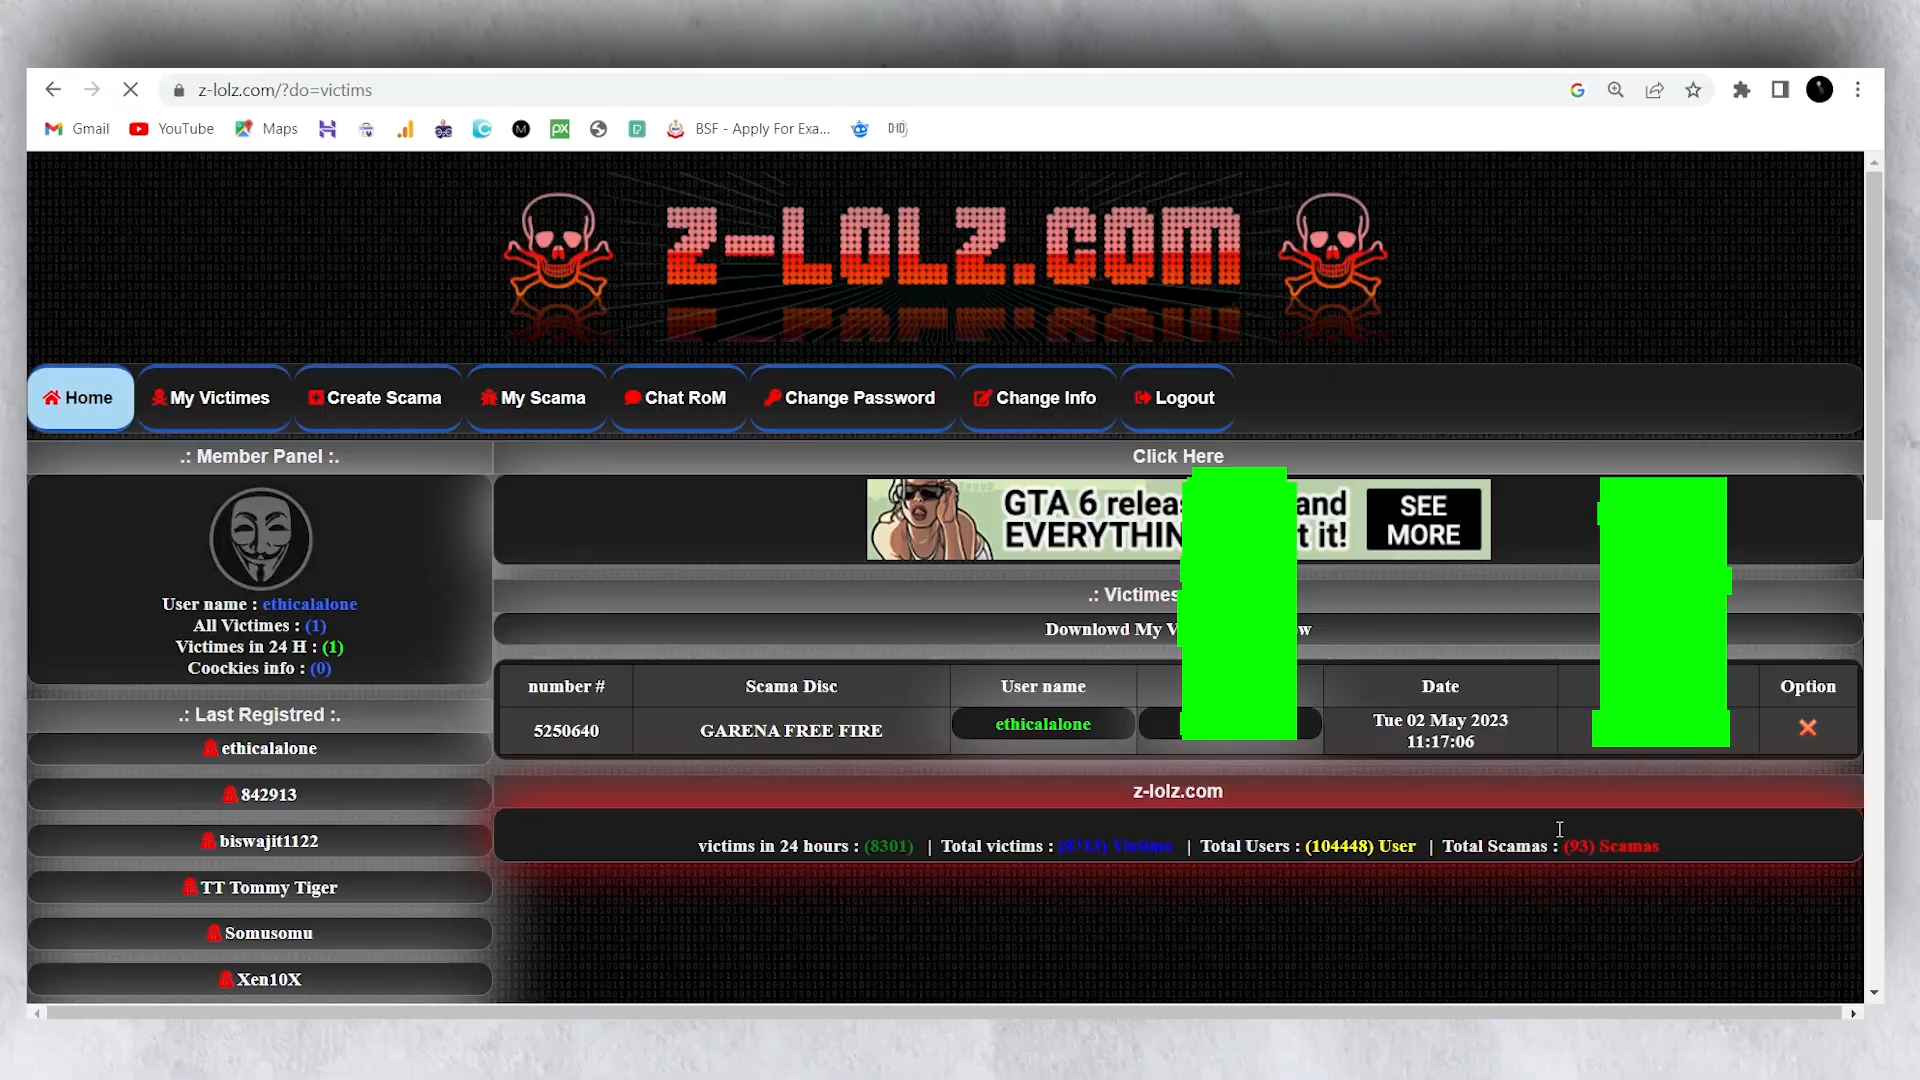 z-lolz.com/?do=victims
Gmail YouTube Maps BSF - Apply For Exa...
Z-LOLZ.COM
Home My Victimes Create Scama My Scama Chat RoM Change Password Change Info Logout
.: Member Panel :.
User name : ethicalalone
All Victimes : (1)
Victimes in 24 H : (1)
Coockies info : (0)
.: Last Registred :.
ethicalalone
842913
biswajit1122
TT Tommy Tiger
Somusomu
Xen10X
Click Here
GTA 6 and
t it!
SEE
MORE
.: Victimes
Downlowd My
number # Scama Disc User name Date Option
5250640 GARENA FREE FIRE ethicalalone Tue 02 May 2023
11:17:06
z-lolz.com
victims in 24 hours : (8301) | Total victims : Victims | Total Users : (104448) User | Total Scamas : (93) Scamas